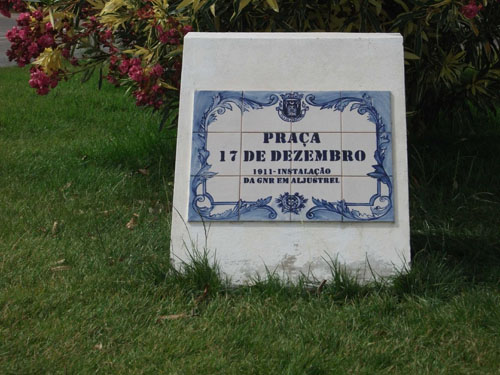 PRAÇA
17 DE DEZEMBRO
1911-INSTALAÇÃO
DA GNR EM ALJUSTREL